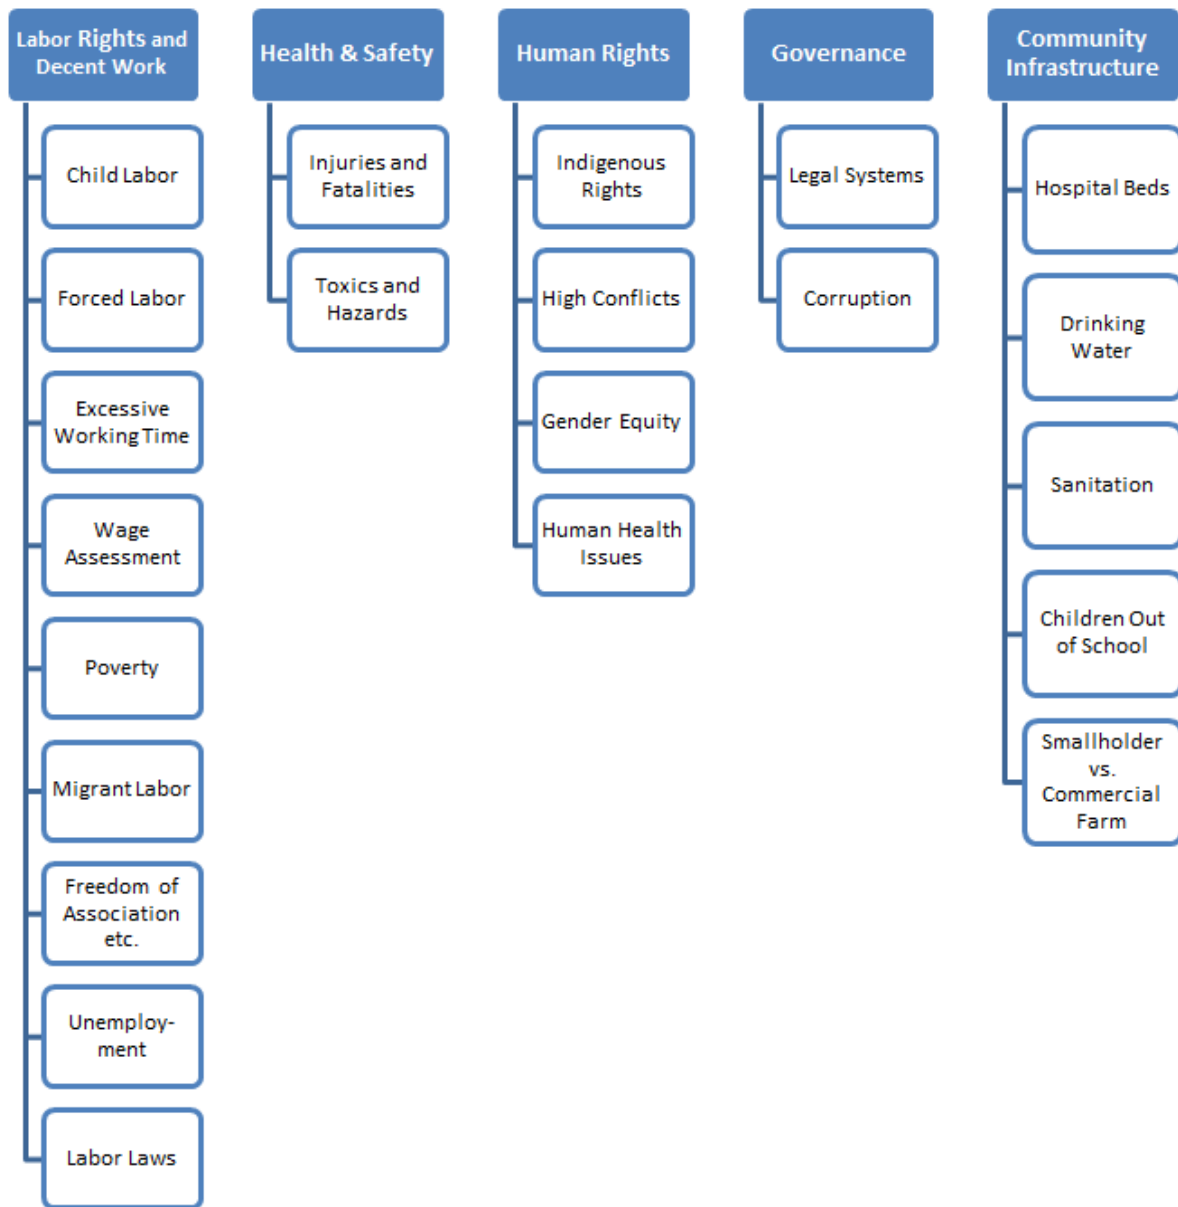 Labor Rights and
Decent Work
Child Labor
Forced Labor
Excessive
Working Time
Wage
Assessment
Poverty
Migrant Labor
Freedom of
Association
etc.
Unemploy-
ment
Labor Laws
Health & Safety
Injuries and
Fatalities
Toxics and
Hazards
Human Rights
Indigenous
Rights
High Conflicts
Gender Equity
Human Health
Issues
Governance
Legal Systems
Corruption
Community
Infrastructure
Hospital Beds
Drinking
Water
Sanitation
Children Out
of School
Smallholder
vs.
Commercial
Farm